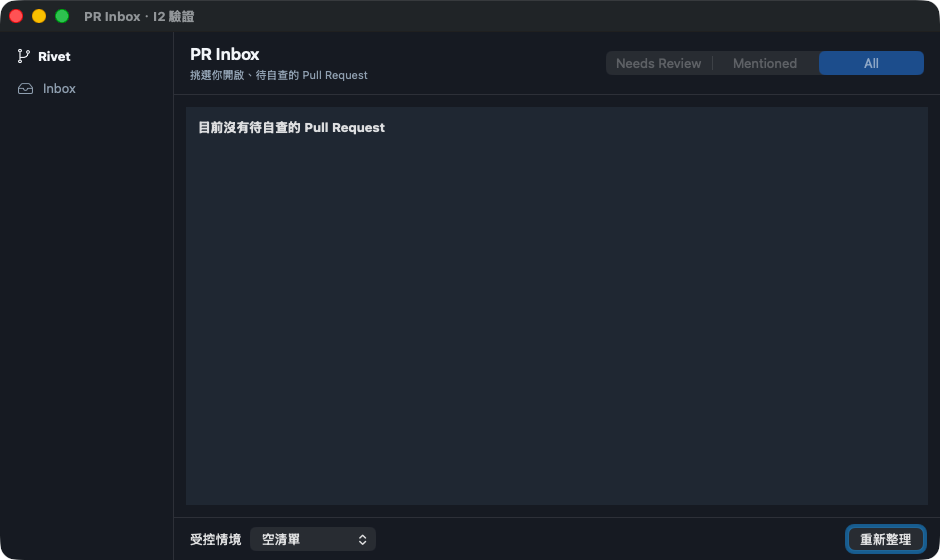 PR Inbox · I2 驗證
Rivet
Inbox
PR Inbox
挑選你開啟、待自查的 Pull Request
Needs Review
Mentioned
All
目前沒有待自查的 Pull Request
受控情境
空清單
重新整理